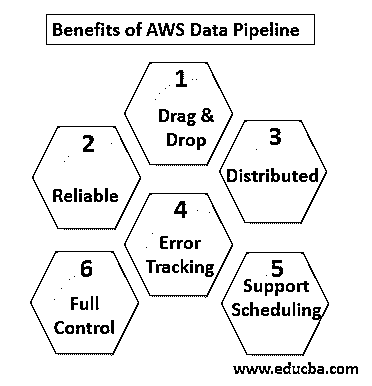 Benefits of AWS Data Pipeline
1
Drag &
Drop
2
Reliable
3
Distributed
4
Error
Tracking
5
Support
Scheduling
6
Full
Control
www.educba.com